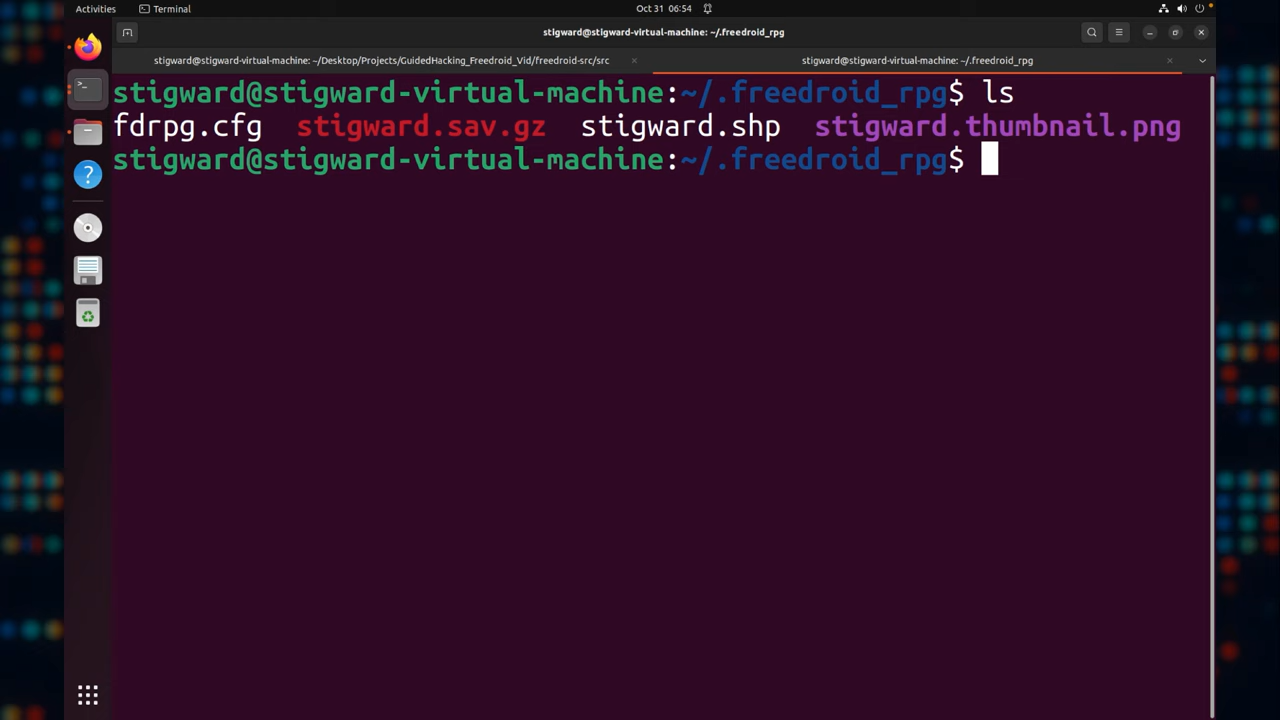 Activities Terminal Oct 31 06:54
stigward@stigward-virtual-machine: ~/.freedroid_rpg
stigward@stigward-virtual-machine: ~/Desktop/Projects/GuidedHacking_Freedroid_Vid/freedroid-src/src stigward@stigward-virtual-machine: ~/.freedroid_rpg
stigward@stigward-virtual-machine:~/.freedroid_rpg$ ls
fdrpg.cfg stigward.sav.gz stigward.shp stigward.thumbnail.png
stigward@stigward-virtual-machine:~/.freedroid_rpg$